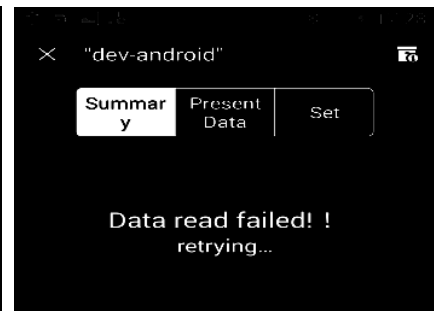 "dev-android"
Summar
y
Present
Data
Set
Data read failed! !
retrying...